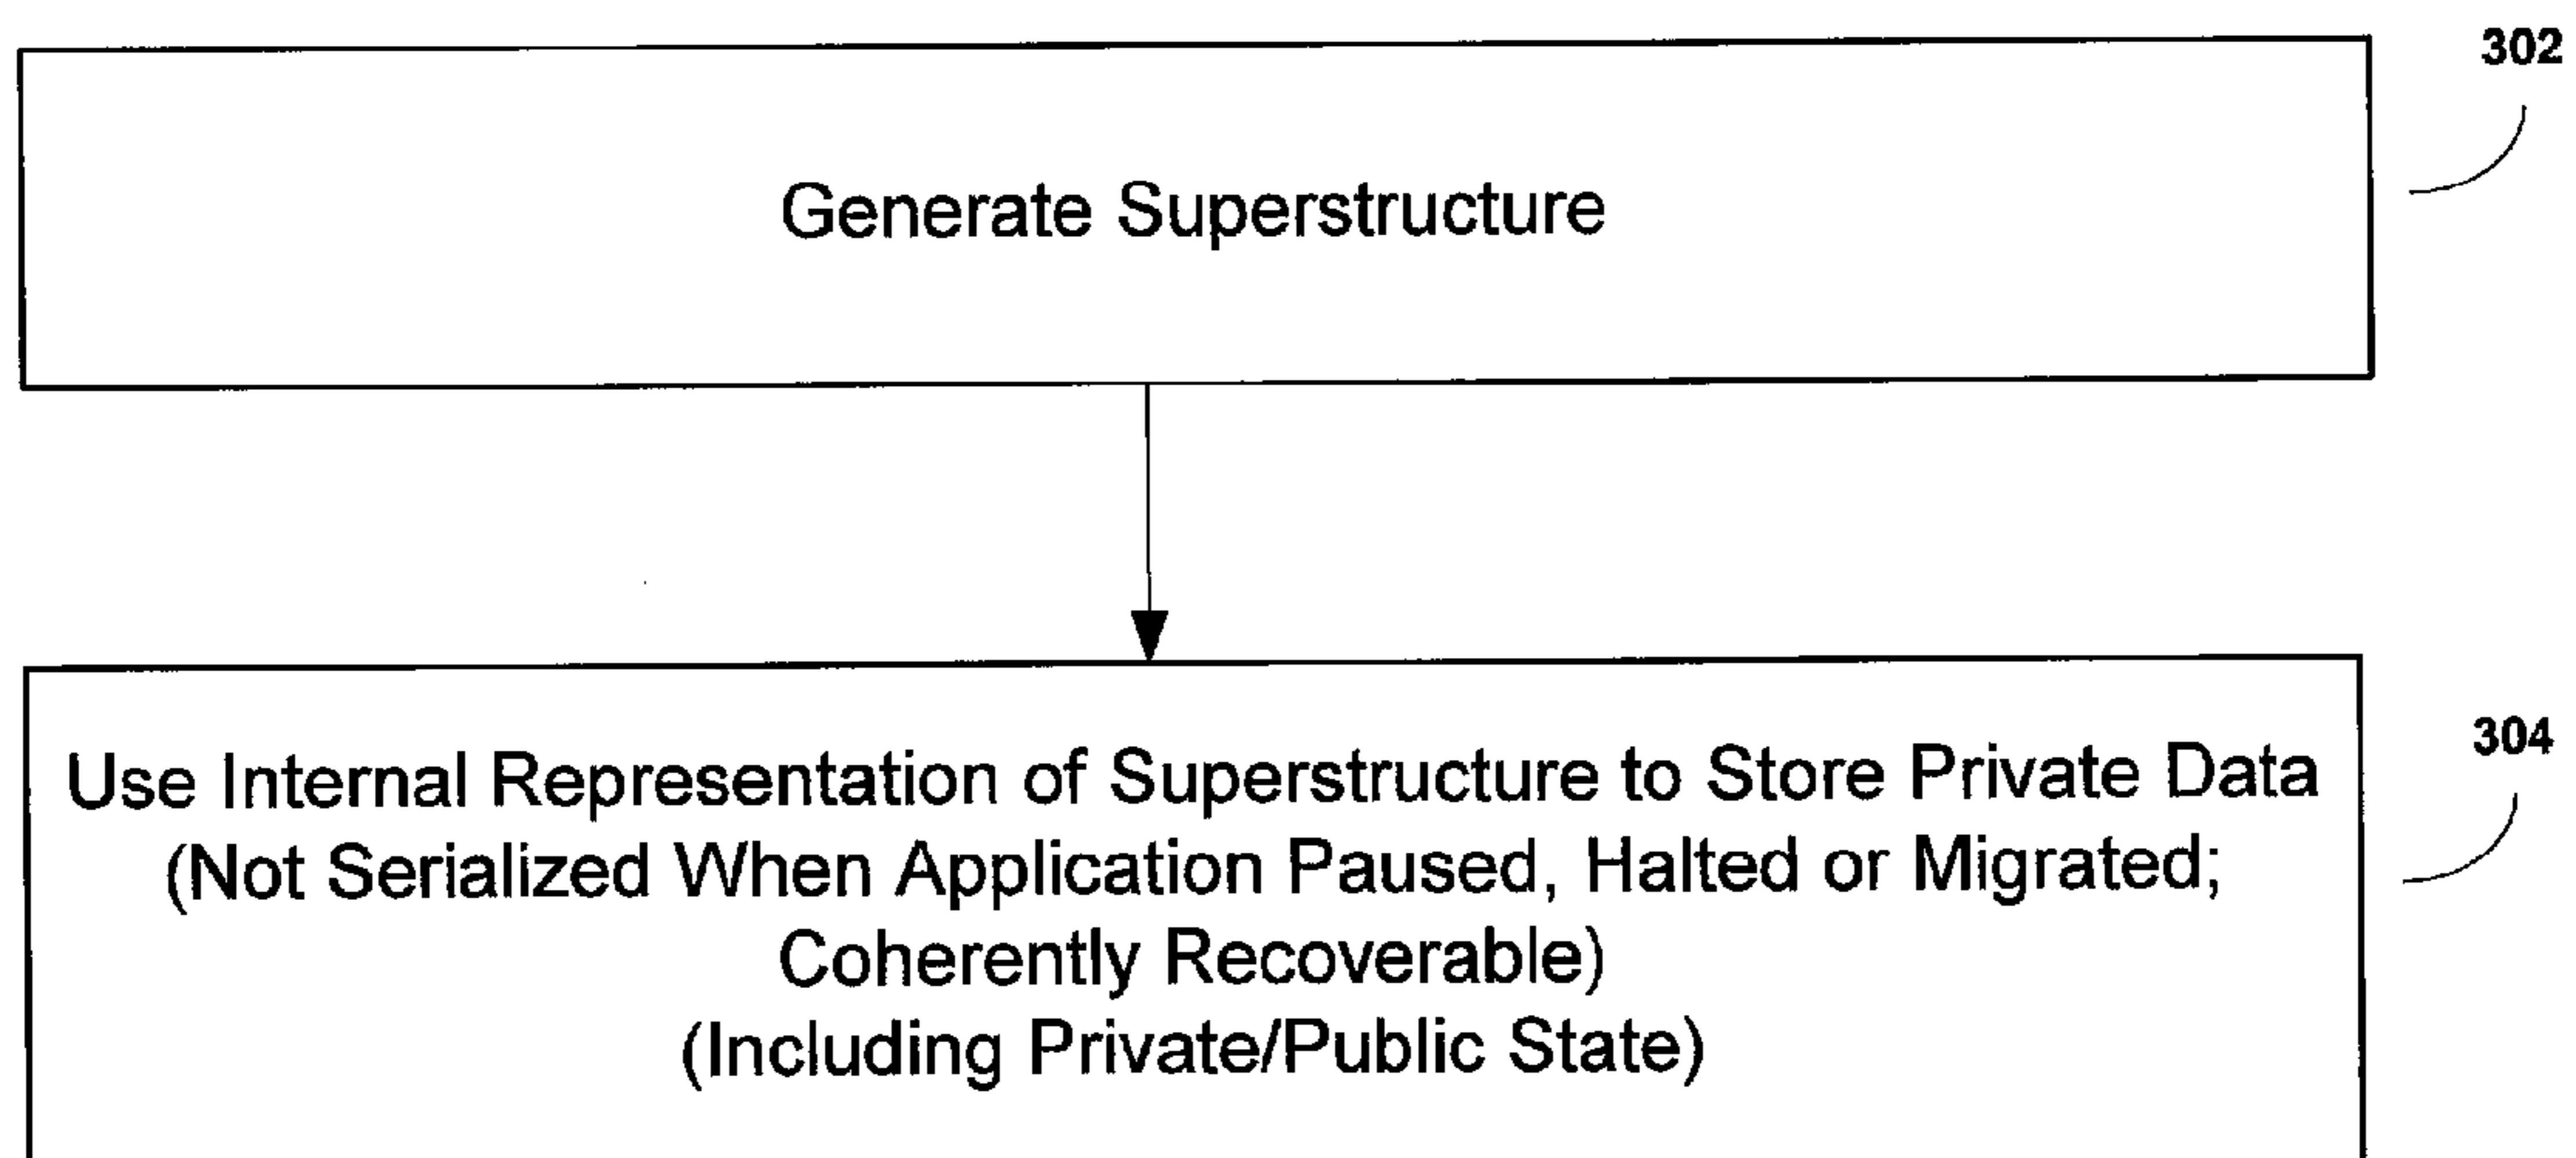 302
Generate Superstructure
304
Use Internal Representation of Superstructure to Store Private Data
(Not Serialized When Application Paused, Halted or Migrated;
Coherently Recoverable)
(Including Private/Public State)